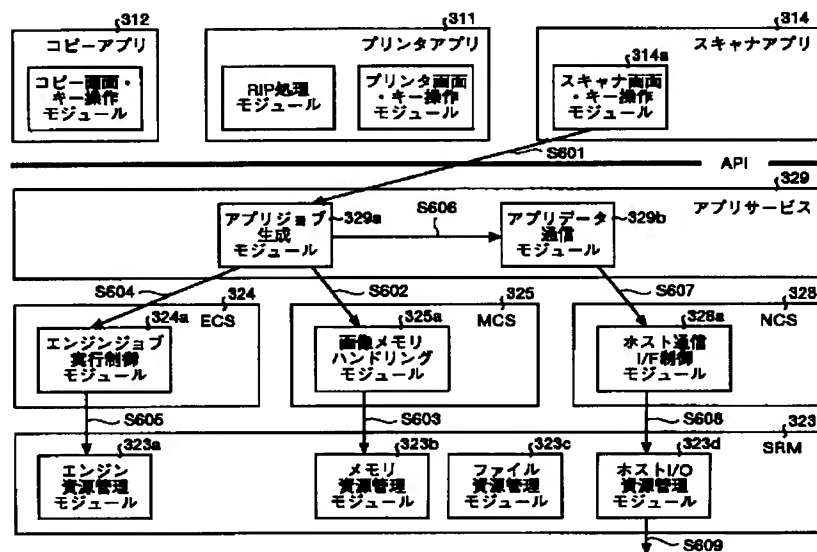 312
コピーアプリ
コピー画面・
キー操作
モジュール
311
プリンタアプリ
RIP処理
モジュール
プリンタ画面
・キー操作
モジュール
314
スキャナアプリ
314a
スキャナ画面
・キー操作
モジュール
S601
API
329
アプリサービス
アプリジョブ
生成
モジュール
329a
S606
アプリデータ
通信
モジュール
329b
S604
S602
S607
324
ECS
324a
エンジンジョブ
実行制御
モジュール
325
MCS
325a
画像メモリ
ハンドリング
モジュール
328
NCS
328a
ホスト通信
I/F制御
モジュール
S605
S603
S608
323
SRM
323a
エンジン
資源管理
モジュール
323b
メモリ
資源管理
モジュール
323c
ファイル
資源管理
モジュール
323d
ホストI/O
資源管理
モジュール
S609